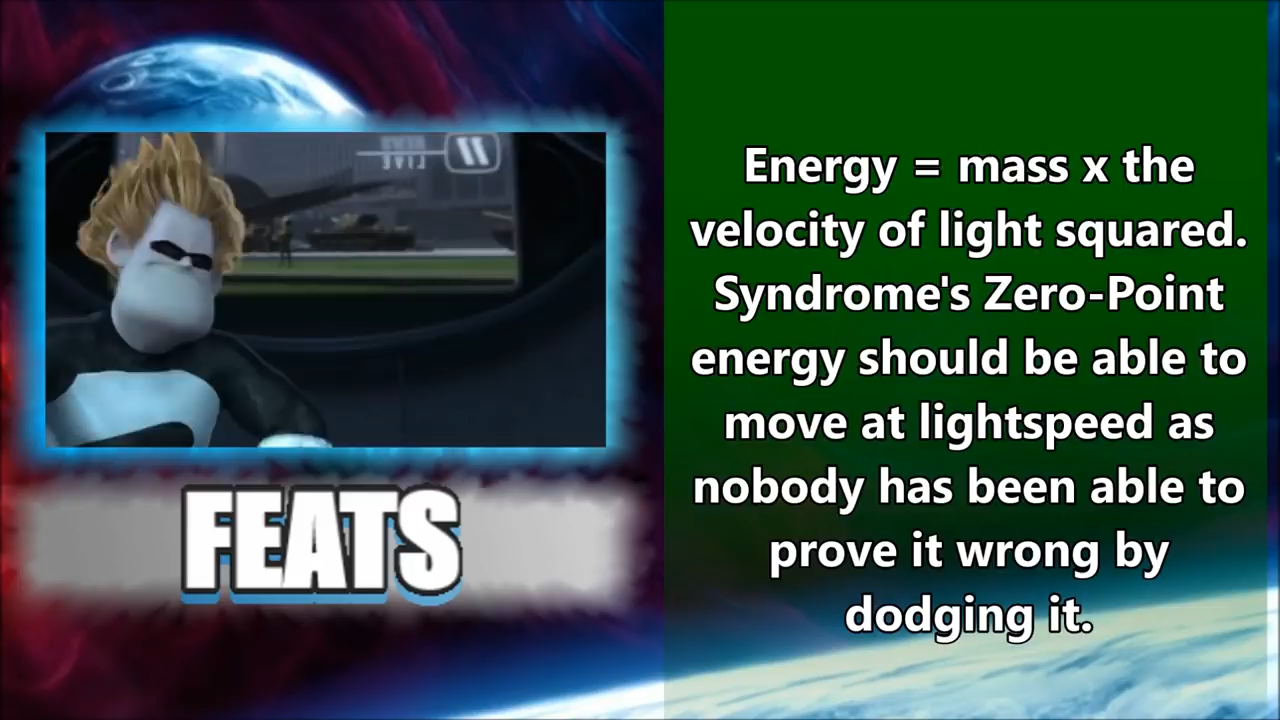 FEATS
Energy = mass x the
velocity of light squared.
Syndrome's Zero-Point
energy should be able to
move at lightspeed as
nobody has been able to
prove it wrong by
dodging it.